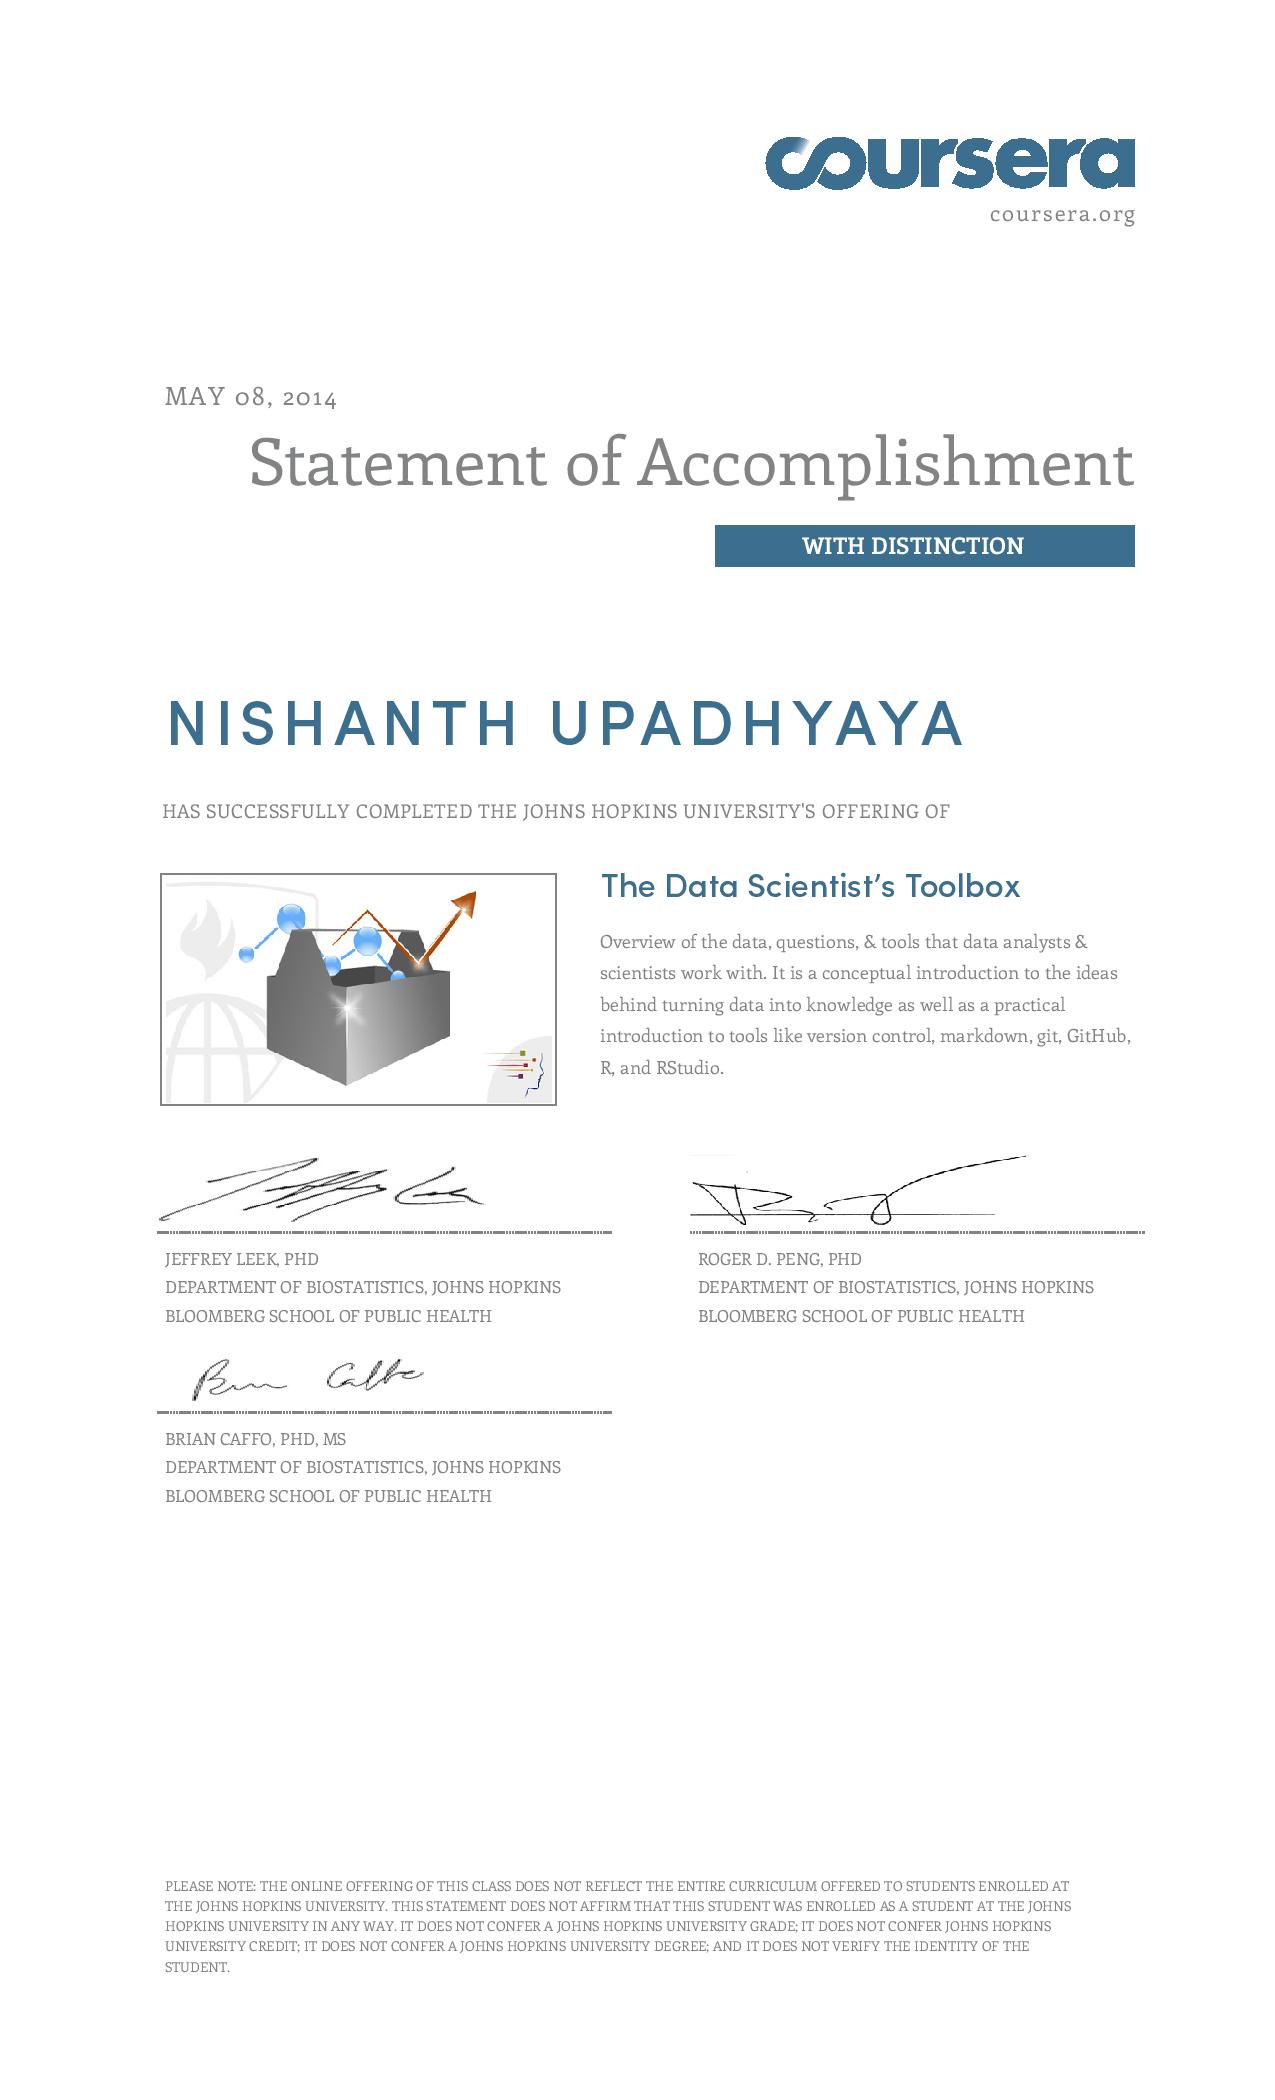 coursera
coursera.org
MAY 08, 2014
Statement of Accomplishment
WITH DISTINCTION
NISHANTH UPADHYAYA
HAS SUCCESSFULLY COMPLETED THE JOHNS HOPKINS UNIVERSITY'S OFFERING OF
The Data Scientist’s Toolbox
Overview of the data, questions, & tools that data analysts &
scientists work with. It is a conceptual introduction to the ideas
behind turning data into knowledge as well as a practical
introduction to tools like version control, markdown, git, GitHub,
R, and RStudio.
JEFFREY LEEK, PHD
DEPARTMENT OF BIOSTATISTICS, JOHNS HOPKINS
BLOOMBERG SCHOOL OF PUBLIC HEALTH
ROGER D. PENG, PHD
DEPARTMENT OF BIOSTATISTICS, JOHNS HOPKINS
BLOOMBERG SCHOOL OF PUBLIC HEALTH
BRIAN CAFFO, PHD, MS
DEPARTMENT OF BIOSTATISTICS, JOHNS HOPKINS
BLOOMBERG SCHOOL OF PUBLIC HEALTH
PLEASE NOTE: THE ONLINE OFFERING OF THIS CLASS DOES NOT REFLECT THE ENTIRE CURRICULUM OFFERED TO STUDENTS ENROLLED AT
THE JOHNS HOPKINS UNIVERSITY. THIS STATEMENT DOES NOT AFFIRM THAT THIS STUDENT WAS ENROLLED AS A STUDENT AT THE JOHNS
HOPKINS UNIVERSITY IN ANY WAY. IT DOES NOT CONFER A JOHNS HOPKINS UNIVERSITY GRADE; IT DOES NOT CONFER JOHNS HOPKINS
UNIVERSITY CREDIT; IT DOES NOT CONFER A JOHNS HOPKINS UNIVERSITY DEGREE; AND IT DOES NOT VERIFY THE IDENTITY OF THE
STUDENT.